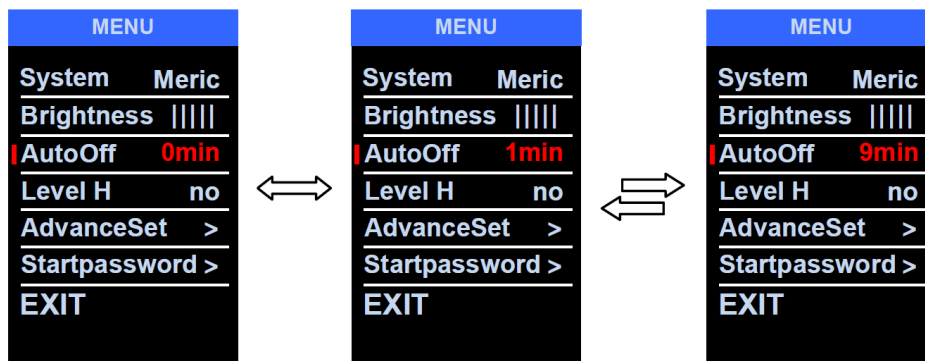 MENU
System Meric
Brightness |||||
AutoOff 0min
Level H no
AdvanceSet >
Startpassword >
EXIT
MENU
System Meric
Brightness |||||
AutoOff 1min
Level H no
AdvanceSet >
Startpassword >
EXIT
MENU
System Meric
Brightness |||||
AutoOff 9min
Level H no
AdvanceSet >
Startpassword >
EXIT